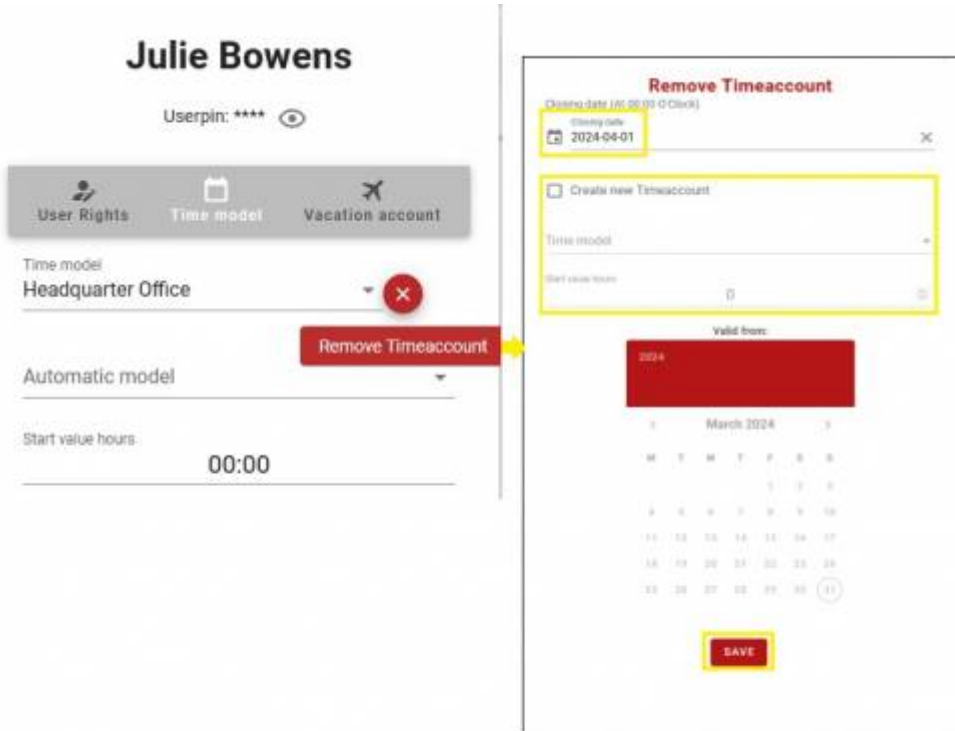 Julie Bowens
Userpin: ****
User Rights
Time model
Vacation account
Time model
Headquarter Office
Remove Timeaccount
Automatic model
Start value hours
00:00
Remove Timeaccount
Closing date (At 00:00 O'Clock)
Closing date
2024-04-01
Create new Timeaccount
Time model
Start value hours
0
Valid from:
2024
March 2024
M T W T F S S
1 2 3
4 5 6 7 8 9 10
11 12 13 14 15 16 17
18 19 20 21 22 23 24
25 26 27 28 29 30 31
SAVE